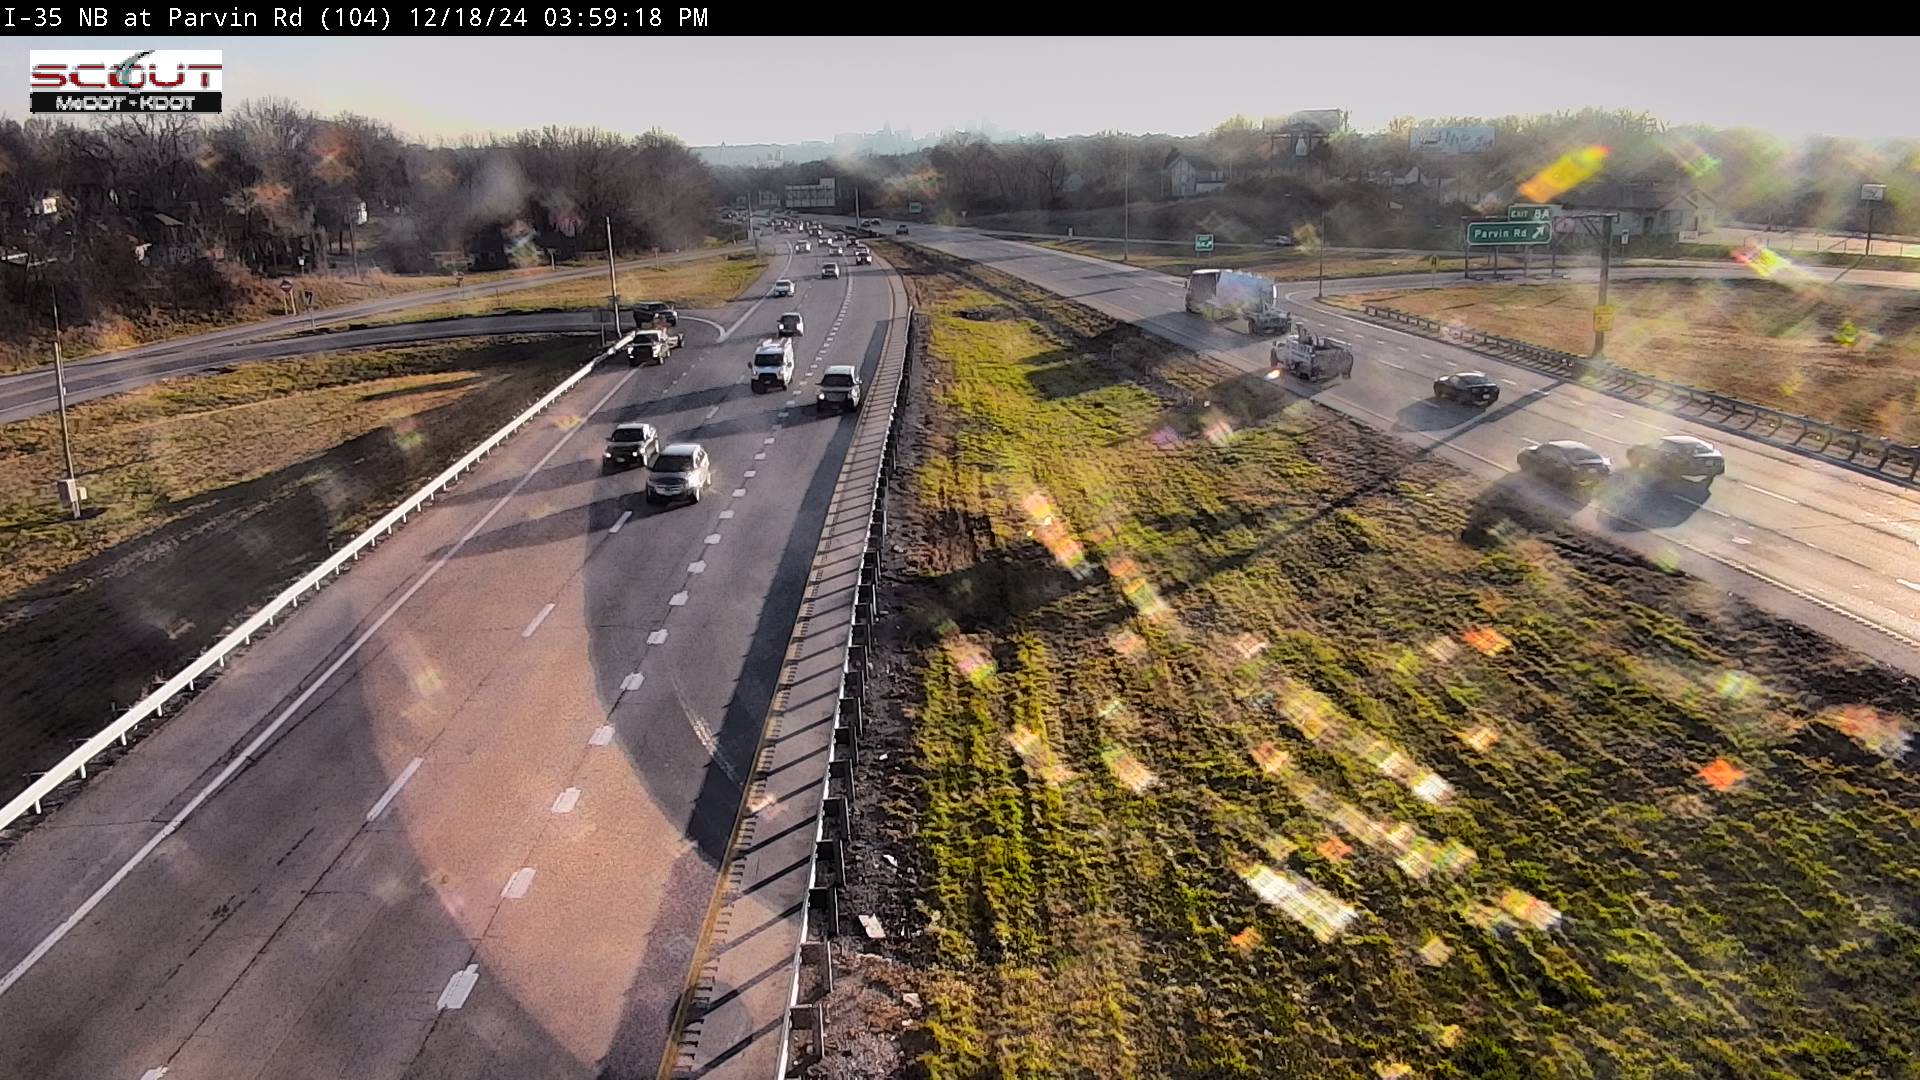 I-35 NB at Parvin Rd (104) 12/18/24 03:59:18 PM
SCOUT
MoDOT - KDOT
EXIT 8A
Parvin Rd